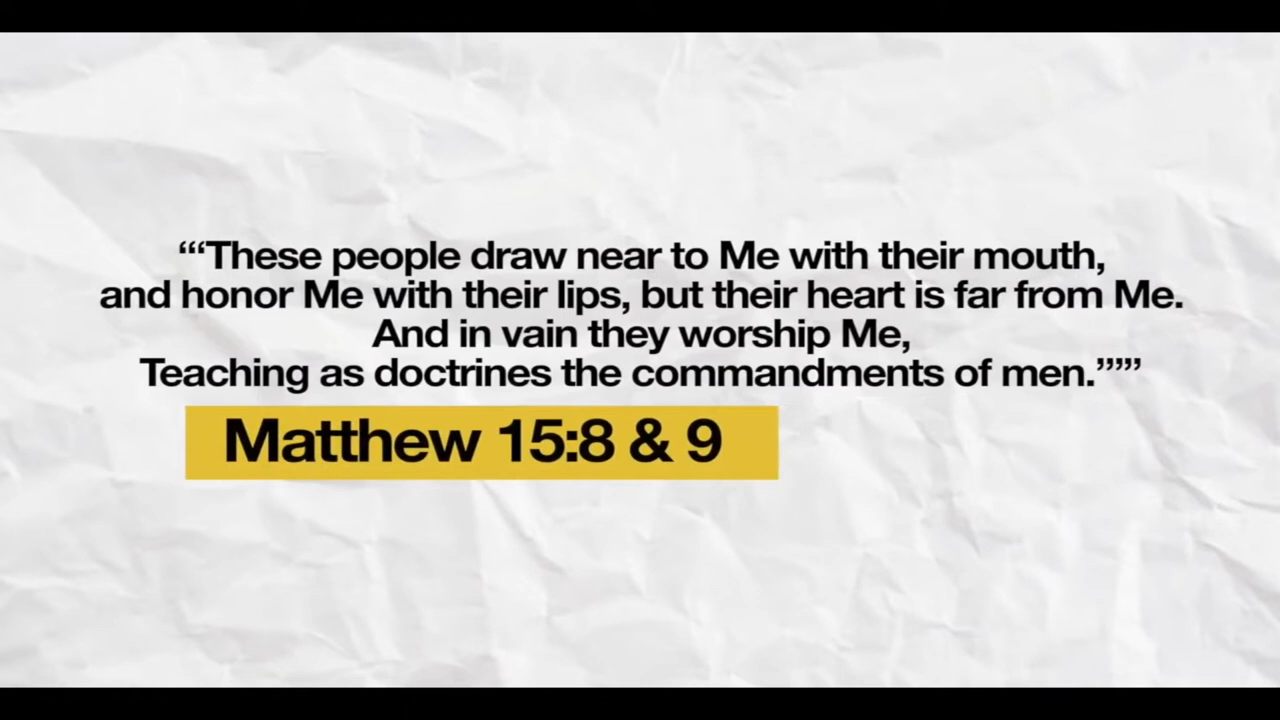 “‘“These people draw near to Me with their mouth,
and honor Me with their lips, but their heart is far from Me.
And in vain they worship Me,
Teaching as doctrines the commandments of men.”’”
Matthew 15:8 & 9